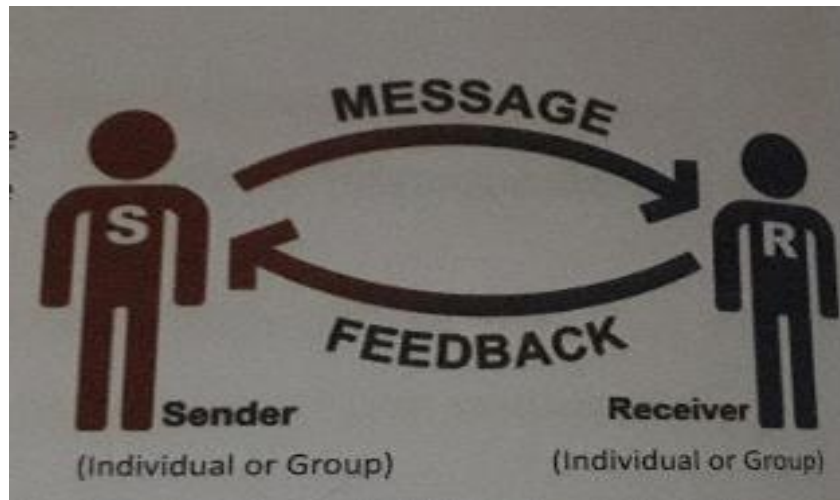 MESSAGE
S
R
FEEDBACK
Sender
Receiver
(Individual or Group)
(Individual or Group)